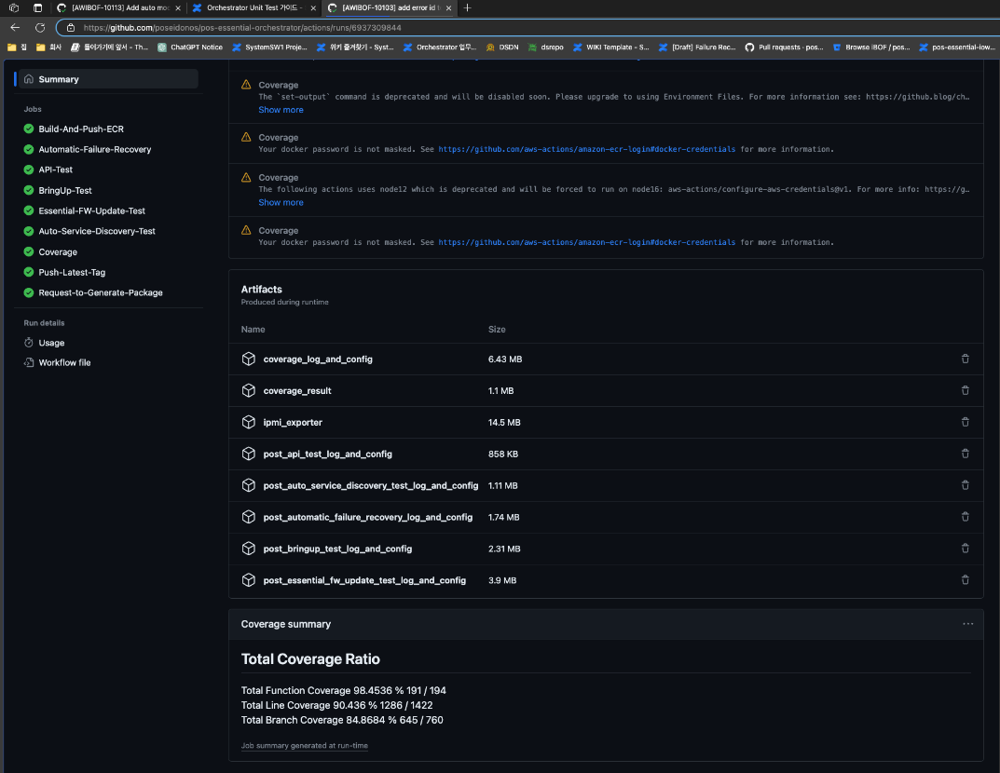 [AWIBOF-10113] Add auto mod
Orchestrator Unit Test 가이드 -
[AWIBOF-10103] add error id t
https://github.com/poseidonos/pos-essential-orchestrator/actions/runs/6937309844
집
회사
들어가기에 앞서 - Th...
ChatGPT Notice
SystemSW1 Proje...
위키 즐겨찾기 - Syst...
Orchestrator 업무...
DSDN
dsrepo
WIKI Template - S...
[Draft] Failure Rec...
Pull requests · pos...
Browse iBOF / pos...
pos-essential-iow...
Summary
Jobs
Build-And-Push-ECR
Automatic-Failure-Recovery
API-Test
BringUp-Test
Essential-FW-Update-Test
Auto-Service-Discovery-Test
Coverage
Push-Latest-Tag
Request-to-Generate-Package
Run details
Usage
Workflow file
Coverage
The `set-output` command is deprecated and will be disabled soon. Please upgrade to using Environment Files. For more information see: https://github.blog/ch…
Show more
Coverage
Your docker password is not masked. See https://github.com/aws-actions/amazon-ecr-login#docker-credentials for more information.
Coverage
The following actions uses node12 which is deprecated and will be forced to run on node16: aws-actions/configure-aws-credentials@v1. For more info: https://g…
Show more
Coverage
Your docker password is not masked. See https://github.com/aws-actions/amazon-ecr-login#docker-credentials for more information.
Artifacts
Produced during runtime
Name Size
coverage_log_and_config 6.43 MB
coverage_result 1.1 MB
ipmi_exporter 14.5 MB
post_api_test_log_and_config 858 KB
post_auto_service_discovery_test_log_and_config 1.11 MB
post_automatic_failure_recovery_log_and_config 1.74 MB
post_bringup_test_log_and_config 2.31 MB
post_essential_fw_update_test_log_and_config 3.9 MB
Coverage summary
Total Coverage Ratio
Total Function Coverage 98.4536 % 191 / 194
Total Line Coverage 90.436 % 1286 / 1422
Total Branch Coverage 84.8684 % 645 / 760
Job summary generated at run-time